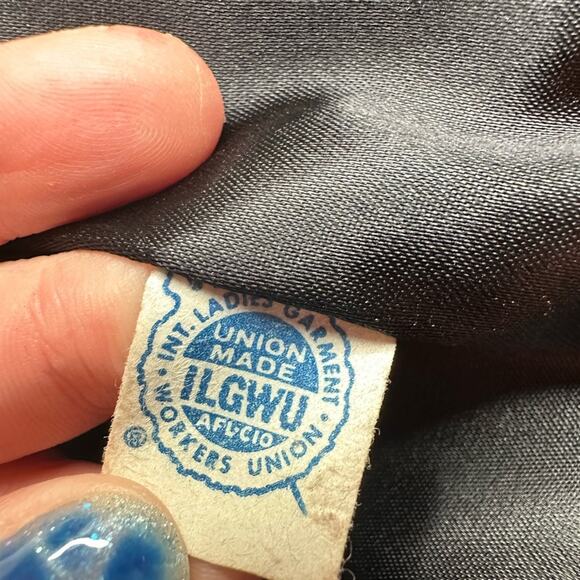 INT. LADIES GARMENT
UNION
MADE
ILGWU
AFL·CIO
· WORKERS UNION ·
®